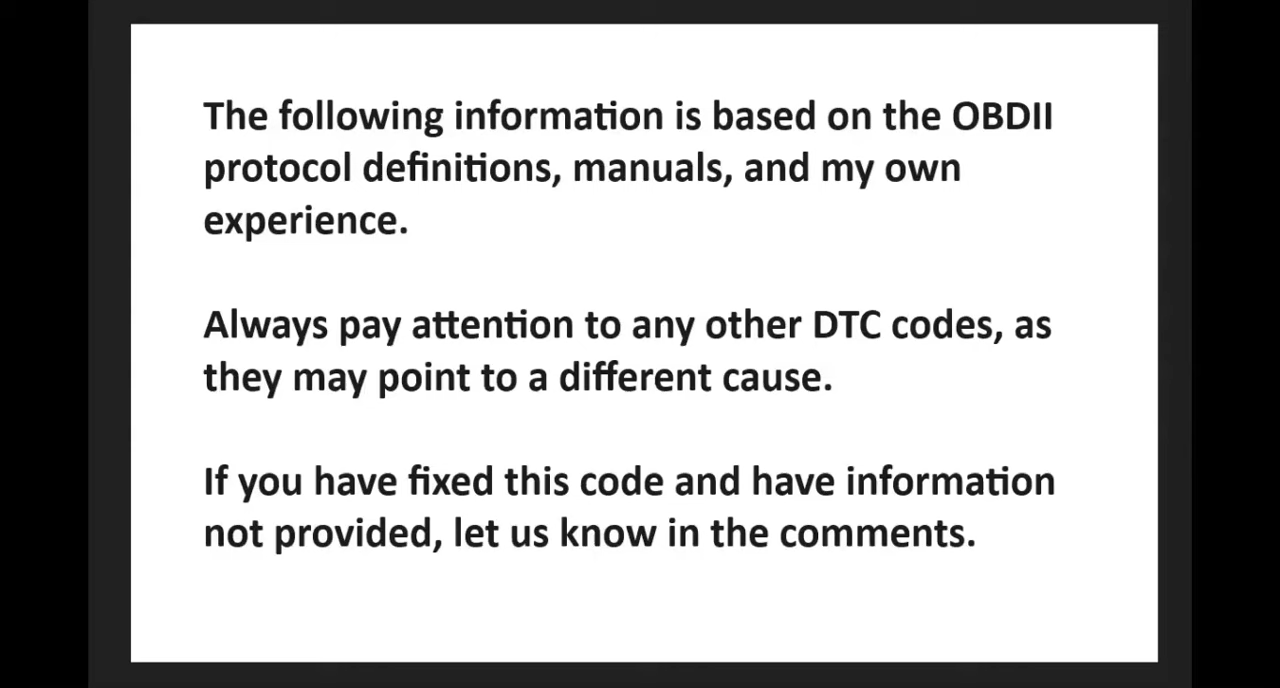 The following information is based on the OBDII
protocol definitions, manuals, and my own
experience.
Always pay attention to any other DTC codes, as
they may point to a different cause.
If you have fixed this code and have information
not provided, let us know in the comments.